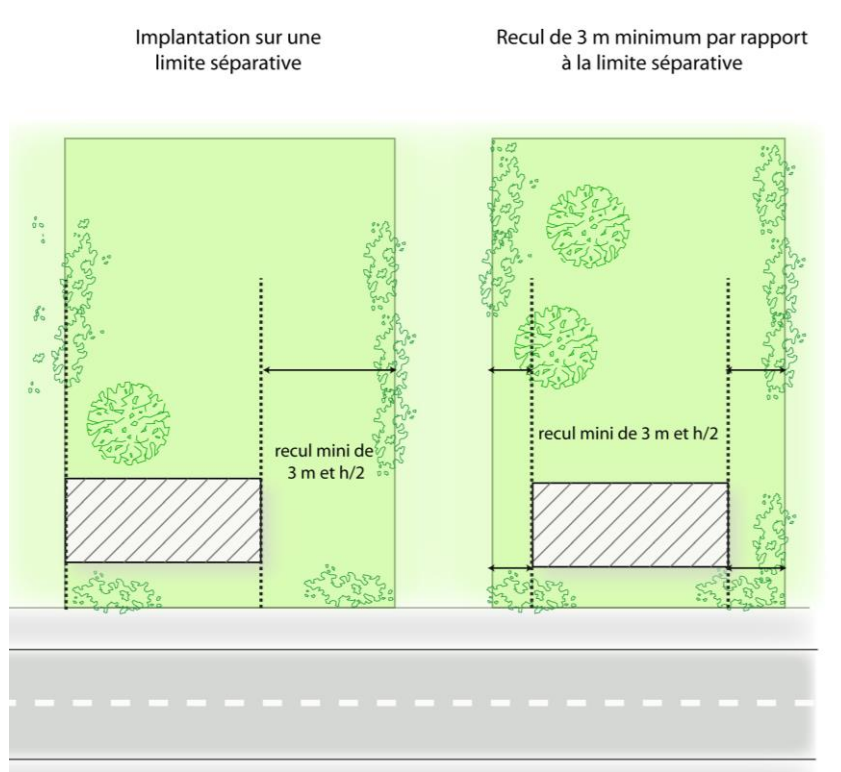 Implantation sur une
limite séparative
Recul de 3 m minimum par rapport
à la limite séparative
recul mini de
3 m et h/2
recul mini de 3 m et h/2